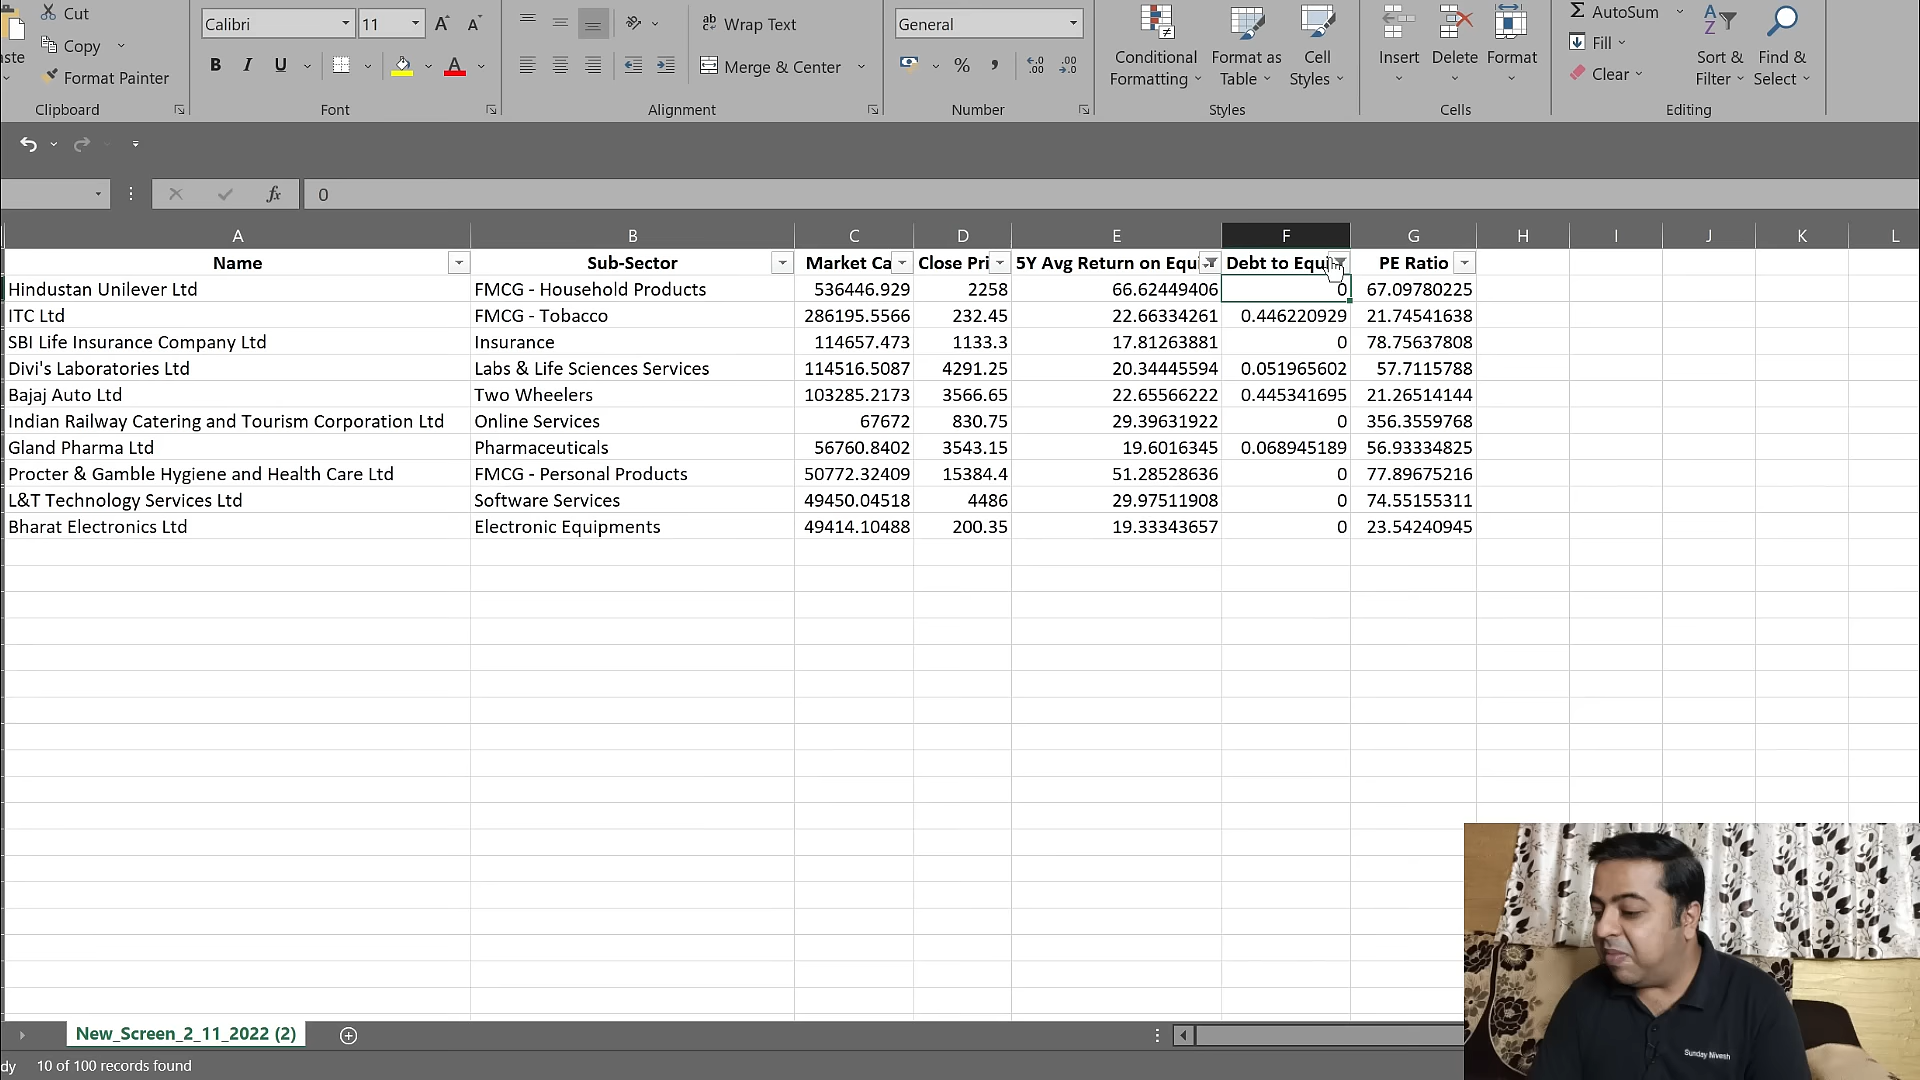 Cut
Calibri 11
Wrap Text
General
AutoSum
Copy
Conditional Formatting
Format as Table
Cell Styles
Insert
Delete
Format
Fill
Sort & Filter
Find & Select
Format Painter
B I U
A
Merge & Center
%
Clear
Clipboard
Font
Alignment
Number
Styles
Cells
Editing
fx 0
A B C D E F G H I J K L
Name Sub-Sector Market Ca Close Pri 5Y Avg Return on Equi Debt to Equi PE Ratio
Hindustan Unilever Ltd FMCG - Household Products 536446.929 2258 66.62449406 0 67.09780225
ITC Ltd FMCG - Tobacco 286195.5566 232.45 22.66334261 0.446220929 21.74541638
SBI Life Insurance Company Ltd Insurance 114657.473 1133.3 17.81263881 0 78.75637808
Divi's Laboratories Ltd Labs & Life Sciences Services 114516.5087 4291.25 20.34445594 0.051965602 57.7115788
Bajaj Auto Ltd Two Wheelers 103285.2173 3566.65 22.65566222 0.445341695 21.26514144
Indian Railway Catering and Tourism Corporation Ltd Online Services 67672 830.75 29.39631922 0 356.3559768
Gland Pharma Ltd Pharmaceuticals 56760.8402 3543.15 19.6016345 0.068945189 56.93334825
Procter & Gamble Hygiene and Health Care Ltd FMCG - Personal Products 50772.32409 15384.4 51.28528636 0 77.89675216
L&T Technology Services Ltd Software Services 49450.04518 4486 29.97511908 0 74.55155311
Bharat Electronics Ltd Electronic Equipments 49414.10488 200.35 19.33343657 0 23.54240945
New_Screen_2_11_2022 (2)
10 of 100 records found
Sunday Nivesh